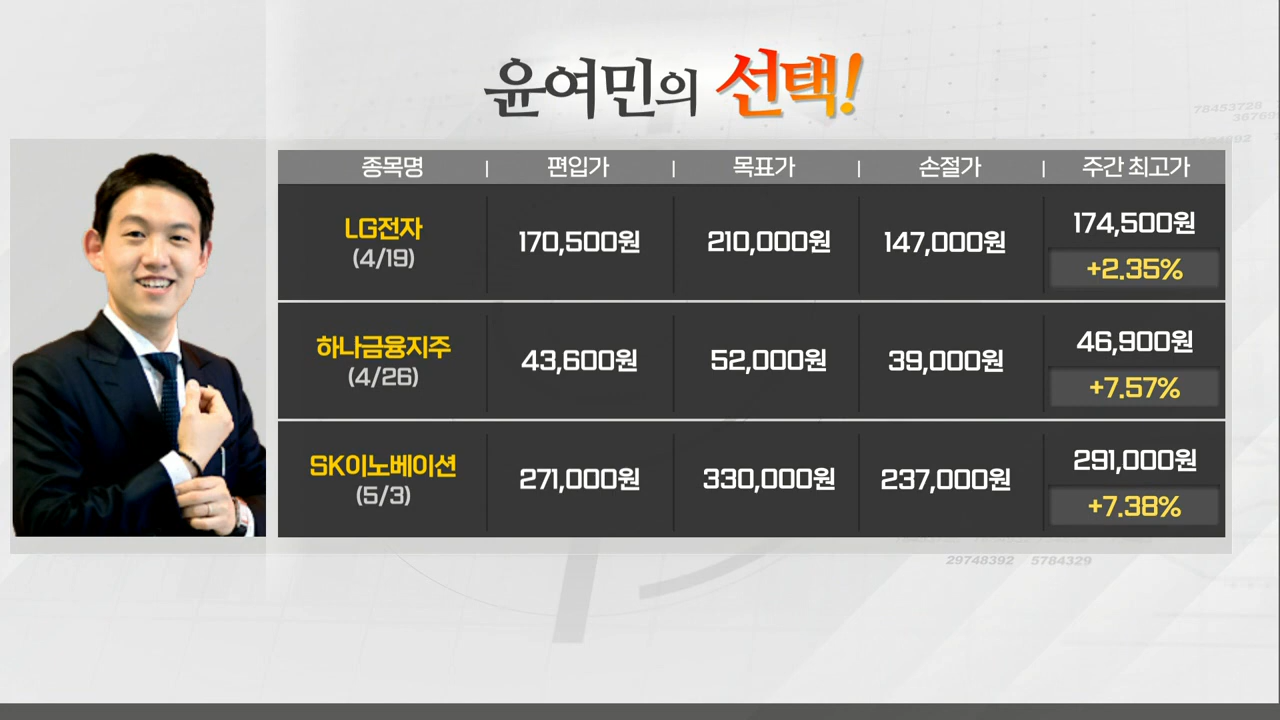 윤여민의 선택!
종목명 | 편입가 | 목표가 | 손절가 | 주간 최고가
LG전자
(4/19)
170,500원
210,000원
147,000원
174,500원
+2.35%
하나금융지주
(4/26)
43,600원
52,000원
39,000원
46,900원
+7.57%
SK이노베이션
(5/3)
271,000원
330,000원
237,000원
291,000원
+7.38%
78453728
29748392 5784329